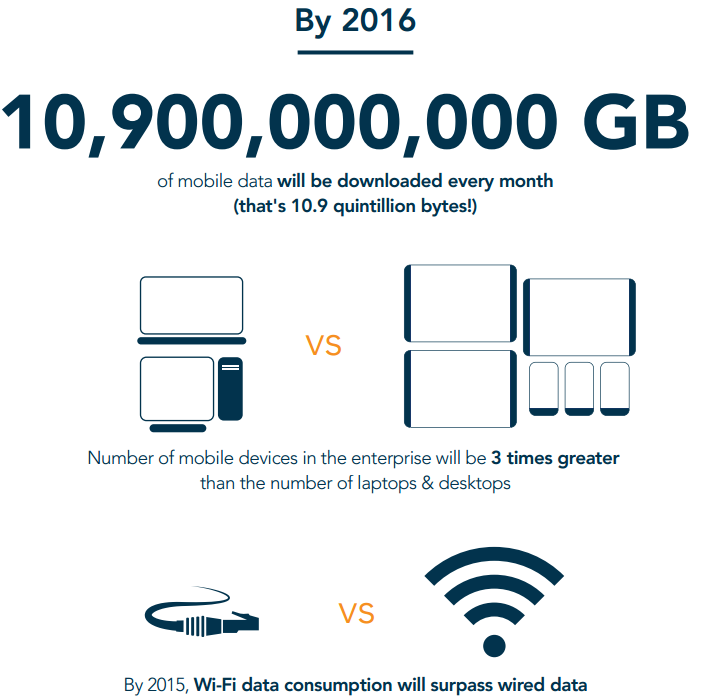 By 2016
10,900,000,000 GB
of mobile data will be downloaded every month
(that's 10.9 quintillion bytes!)
VS
Number of mobile devices in the enterprise will be 3 times greater
than the number of laptops & desktops
VS
By 2015, Wi-Fi data consumption will surpass wired data